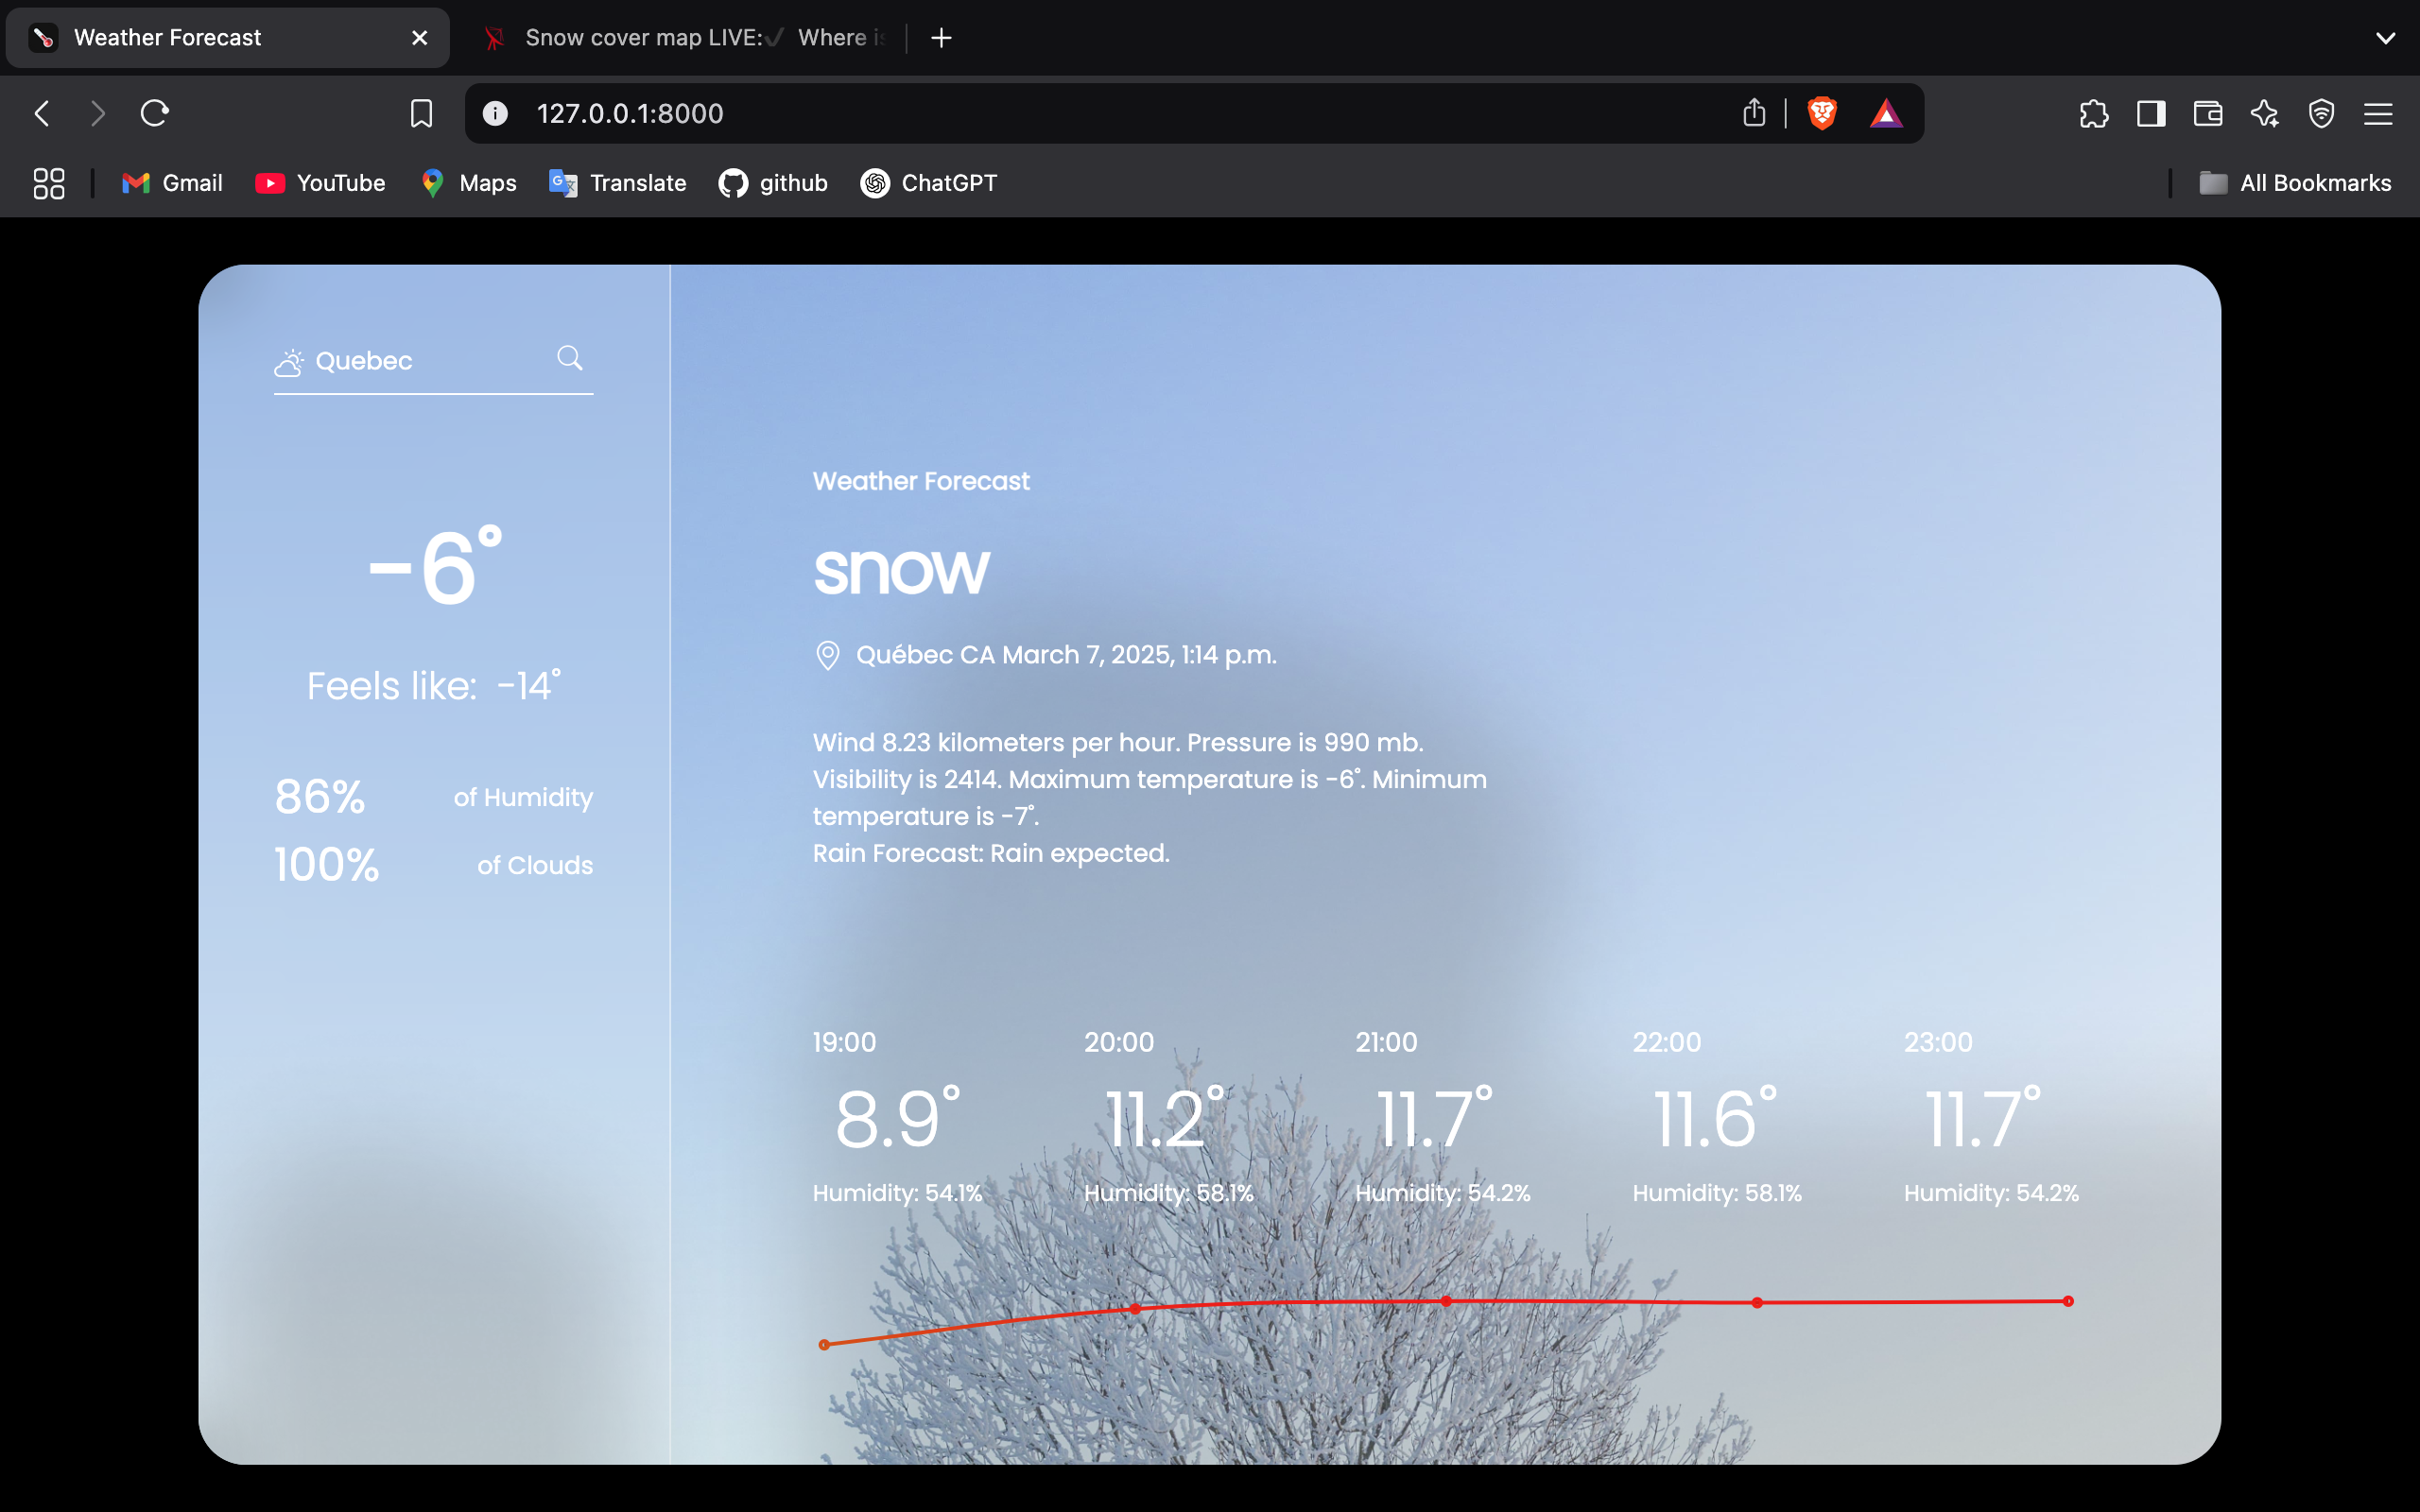 Weather Forecast
Snow cover map LIVE:✓ Where is
127.0.0.1:8000
Gmail
YouTube
Maps
Translate
github
ChatGPT
All Bookmarks
Quebec
-6°
Feels like: -14°
86% of Humidity
100% of Clouds
Weather Forecast
snow
Québec CA March 7, 2025, 1:14 p.m.
Wind 8.23 kilometers per hour. Pressure is 990 mb.
Visibility is 2414. Maximum temperature is -6°. Minimum
temperature is -7°.
Rain Forecast: Rain expected.
19:00 20:00 21:00 22:00 23:00
8.9° 11.2° 11.7° 11.6° 11.7°
Humidity: 54.1% Humidity: 58.1% Humidity: 54.2% Humidity: 58.1% Humidity: 54.2%